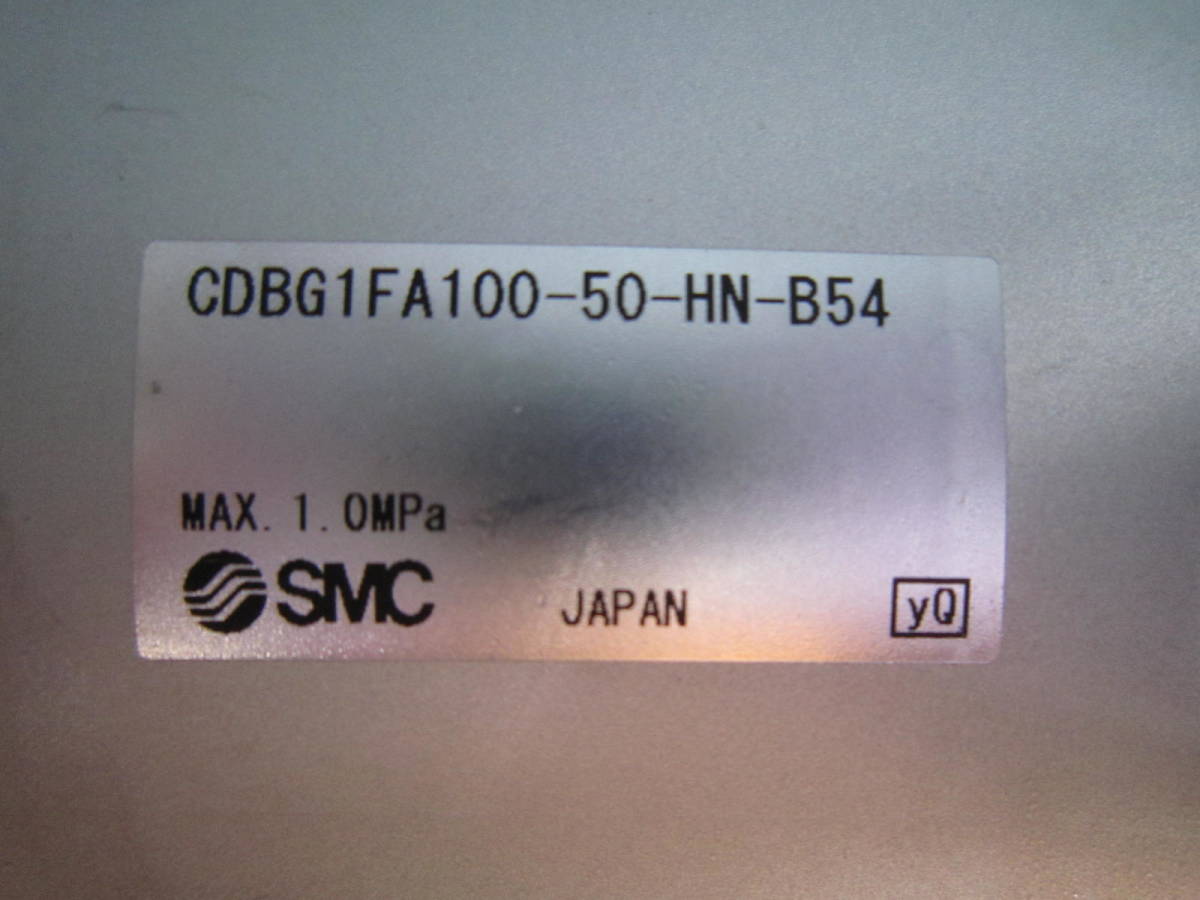 CDBG1FA100-50-HN-B54
MAX. 1.0MPa
SMC JAPAN yQ